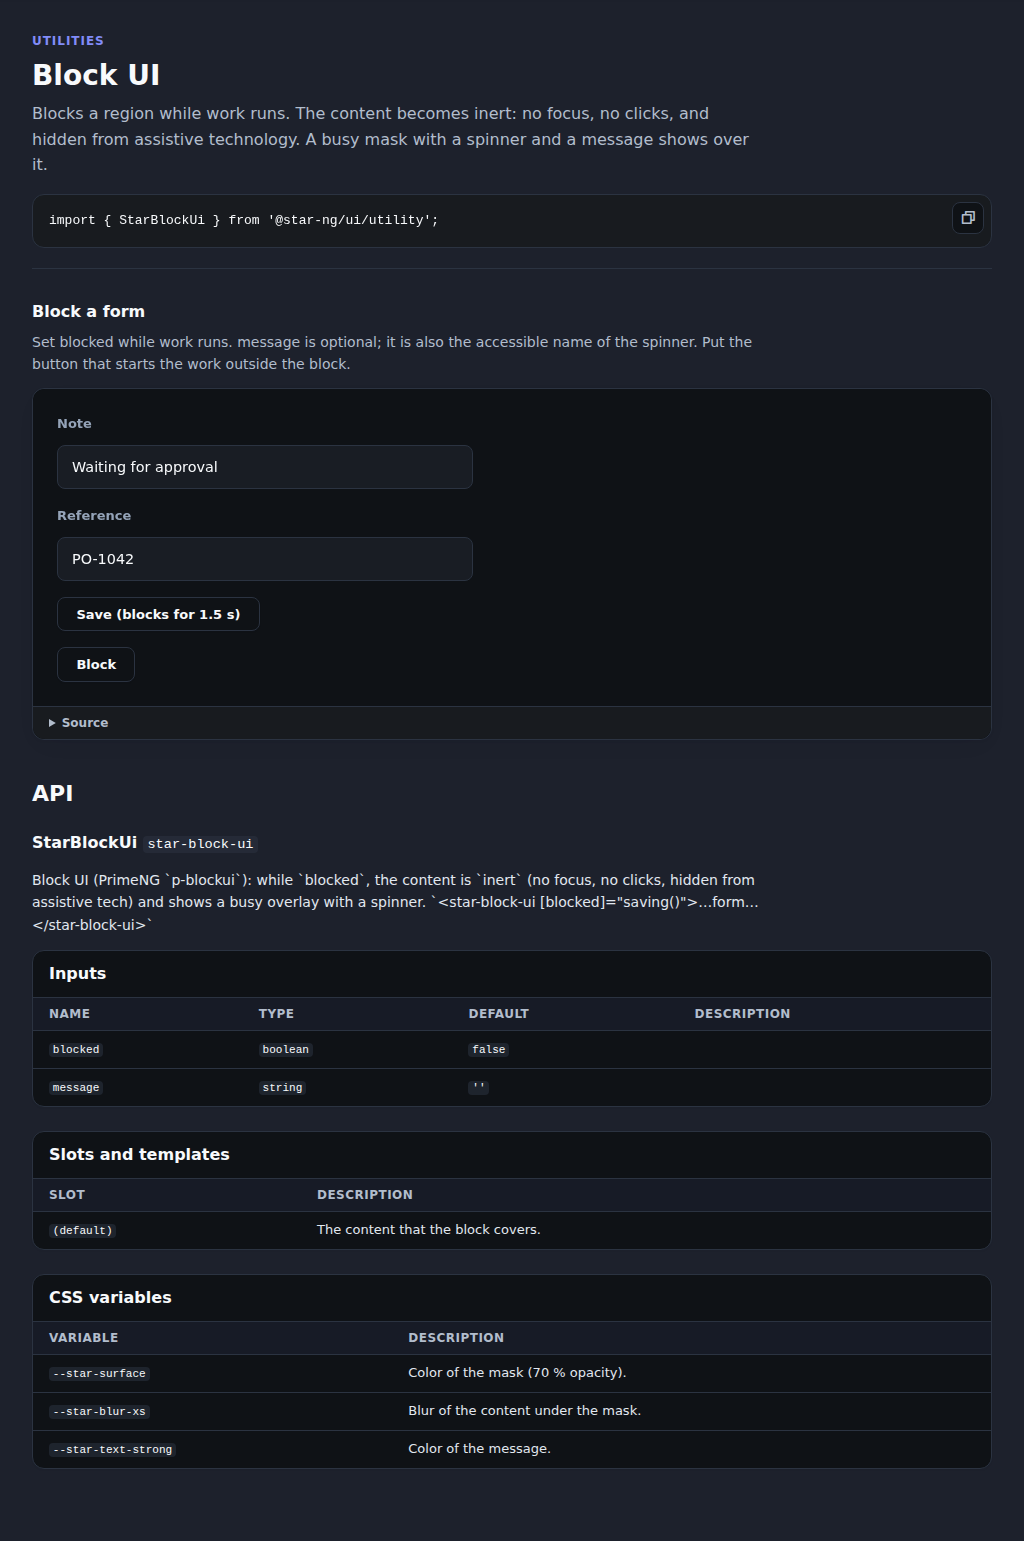 UTILITIES
Block UI
Blocks a region while work runs. The content becomes inert: no focus, no clicks, and
hidden from assistive technology. A busy mask with a spinner and a message shows over
it.
import { StarBlockUi } from '@star-ng/ui/utility';
Block a form
Set blocked while work runs. message is optional; it is also the accessible name of the spinner. Put the
button that starts the work outside the block.
Note
Waiting for approval
Reference
PO-1042
Save (blocks for 1.5 s)
Block
Source
API
StarBlockUi star-block-ui
Block UI (PrimeNG `p-blockui`): while `blocked`, the content is `inert` (no focus, no clicks, hidden from
assistive tech) and shows a busy overlay with a spinner. `<star-block-ui [blocked]="saving()">…form…
</star-block-ui>`
Inputs
NAME TYPE DEFAULT DESCRIPTION
blocked boolean false
message string ''
Slots and templates
SLOT DESCRIPTION
(default) The content that the block covers.
CSS variables
VARIABLE DESCRIPTION
--star-surface Color of the mask (70 % opacity).
--star-blur-xs Blur of the content under the mask.
--star-text-strong Color of the message.